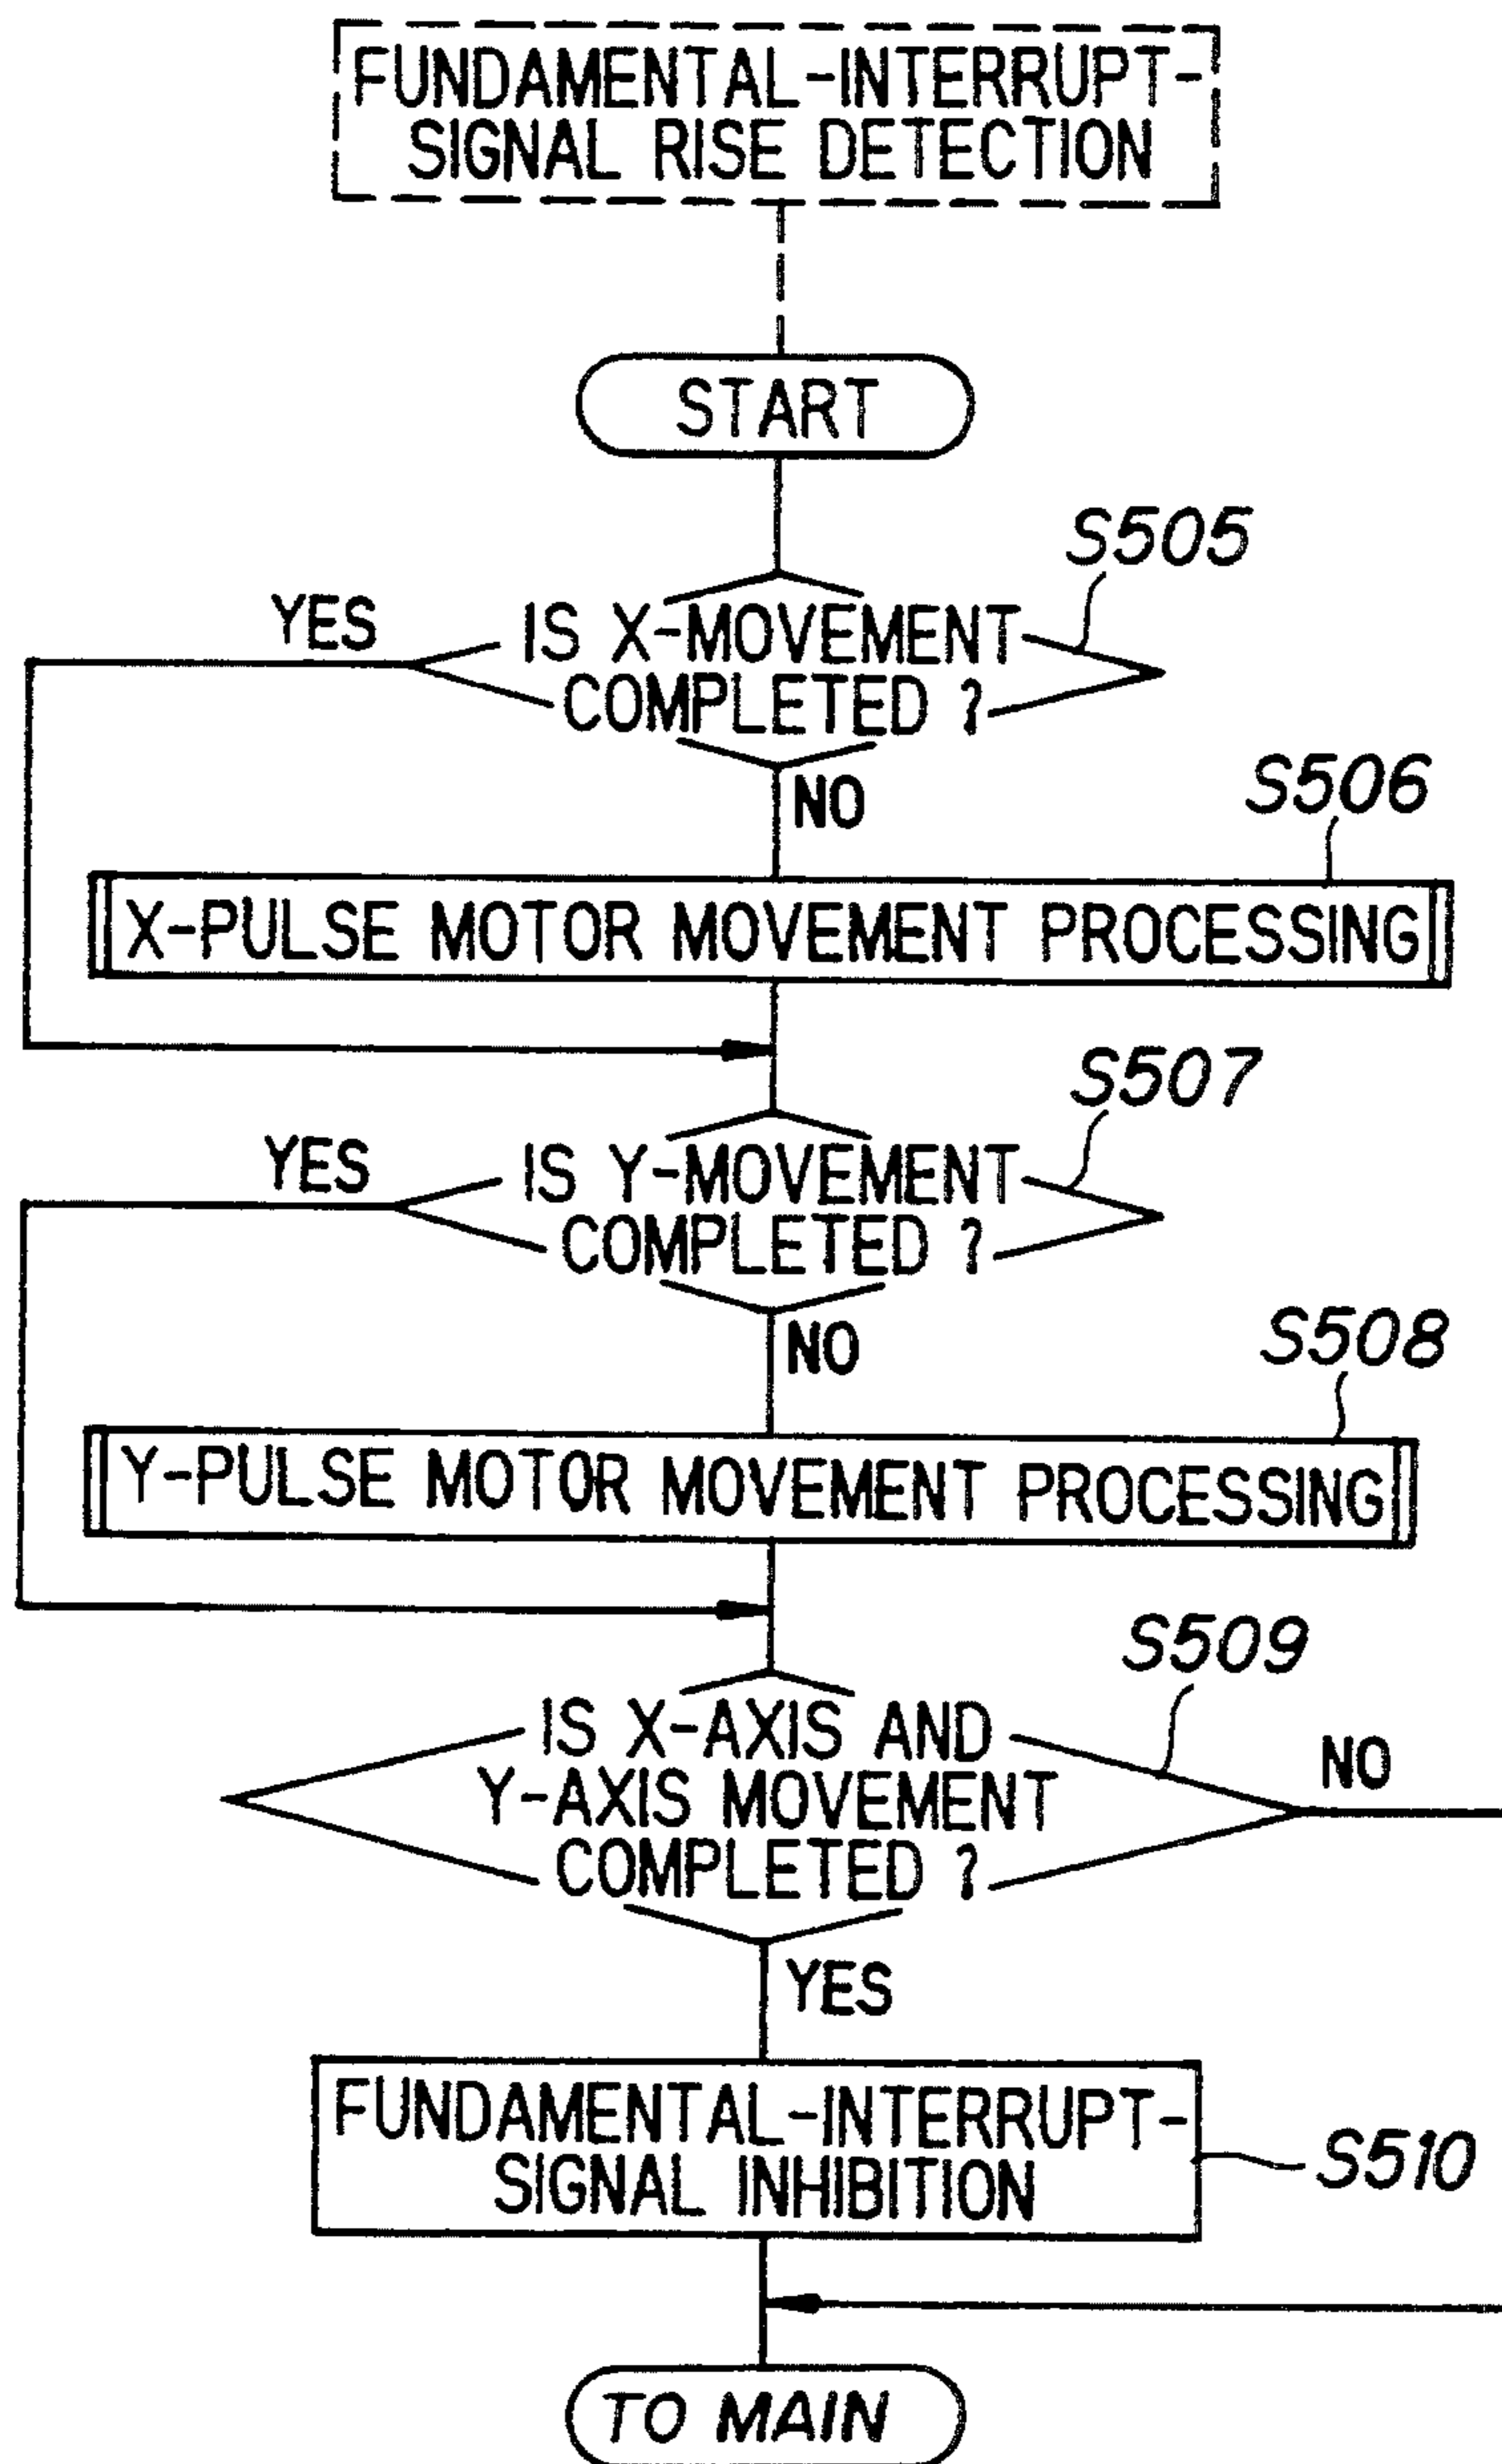 FUNDAMENTAL-INTERRUPT-
SIGNAL RISE DETECTION
START
S505
YES
IS X-MOVEMENT
COMPLETED ?
NO
S506
X-PULSE MOTOR MOVEMENT PROCESSING
S507
YES
IS Y-MOVEMENT
COMPLETED ?
NO
S508
Y-PULSE MOTOR MOVEMENT PROCESSING
S509
IS X-AXIS AND
NO
Y-AXIS MOVEMENT
COMPLETED ?
YES
FUNDAMENTAL-INTERRUPT-
SIGNAL INHIBITION
S510
TO MAIN